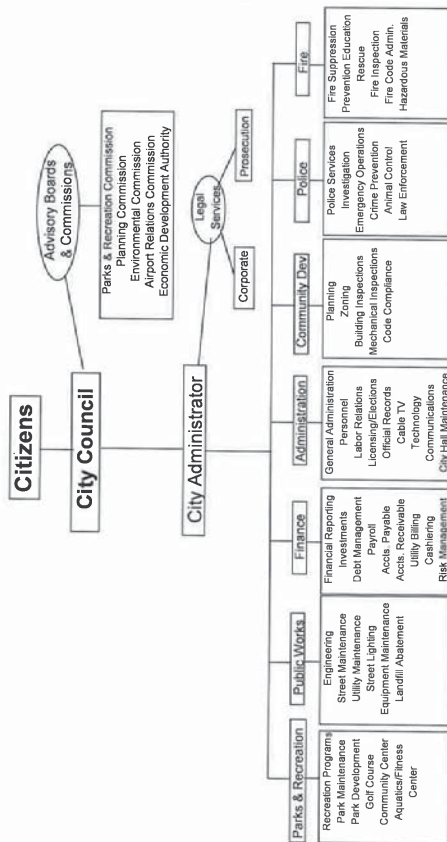 Citizens
City Council
Advisory Boards
& Commissions
Parks & Recreation Commission
Planning Commission
Environmental Commission
Airport Relations Commission
Economic Development Authority
City Administrator
Legal
Services
Corporate
Prosecution
Parks & Recreation
Recreation Programs
Park Maintenance
Park Development
Golf Course
Community Center
Aquatics/Fitness
Center
Public Works
Engineering
Street Maintenance
Utility Maintenance
Street Lighting
Equipment Maintenance
Landfill Abatement
Finance
Financial Reporting
Investments
Debt Management
Payroll
Accts. Payable
Accts. Receivable
Utility Billing
Cashiering
Risk Management
Administration
General Administration
Personnel
Labor Relations
Licensing/Elections
Official Records
Cable TV
Technology
Communications
City Hall Maintenance
Community Dev
Planning
Zoning
Building Inspections
Mechanical Inspections
Code Compliance
Police
Police Services
Investigation
Emergency Operations
Crime Prevention
Animal Control
Law Enforcement
Fire
Fire Suppression
Prevention Education
Rescue
Fire Inspection
Fire Code Admin.
Hazardous Materials